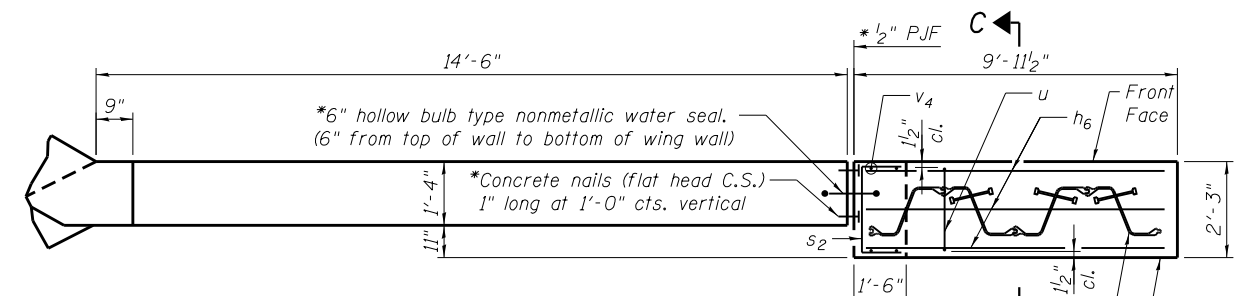 * 1/2" PJF
C
14'-6"
9'-11 1/2"
9"
*6" hollow bulb type nonmetallic water seal.
(6" from top of wall to bottom of wing wall)
v4
1 1/2"
cl.
u
Front
Face
h6
1'-4"
*Concrete nails (flat head C.S.)
1" long at 1'-0" cts. vertical
11"
s2
2'-3"
1'-6"
1 1/2"
cl.